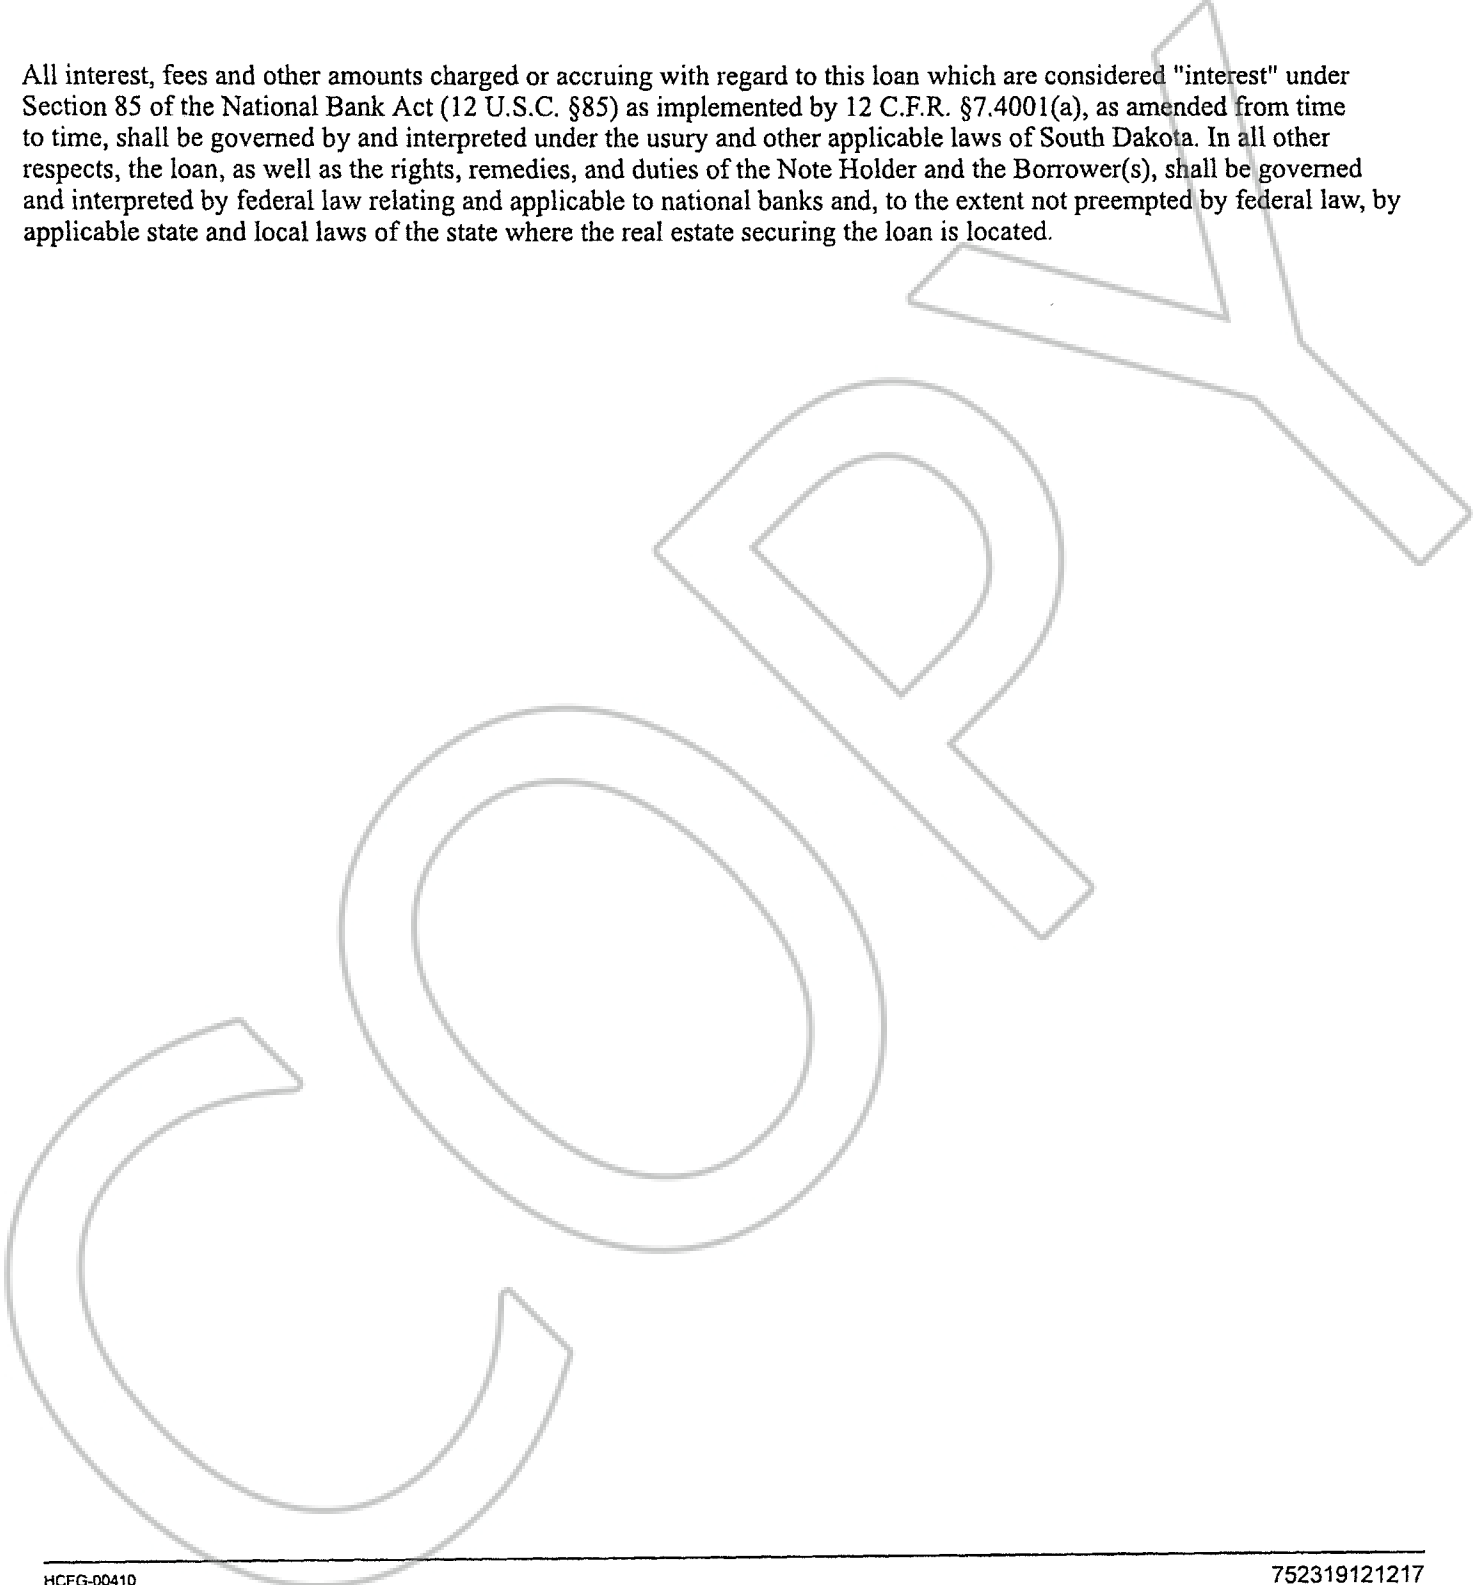 All interest, fees and other amounts charged or accruing with regard to this loan which are considered "interest" under
Section 85 of the National Bank Act (12 U.S.C. §85) as implemented by 12 C.F.R. §7.4001(a), as amended from time
to time, shall be governed by and interpreted under the usury and other applicable laws of South Dakota. In all other
respects, the loan, as well as the rights, remedies, and duties of the Note Holder and the Borrower(s), shall be governed
and interpreted by federal law relating and applicable to national banks and, to the extent not preempted by federal law, by
applicable state and local laws of the state where the real estate securing the loan is located.
COPY
HCFG-00410
752319121217